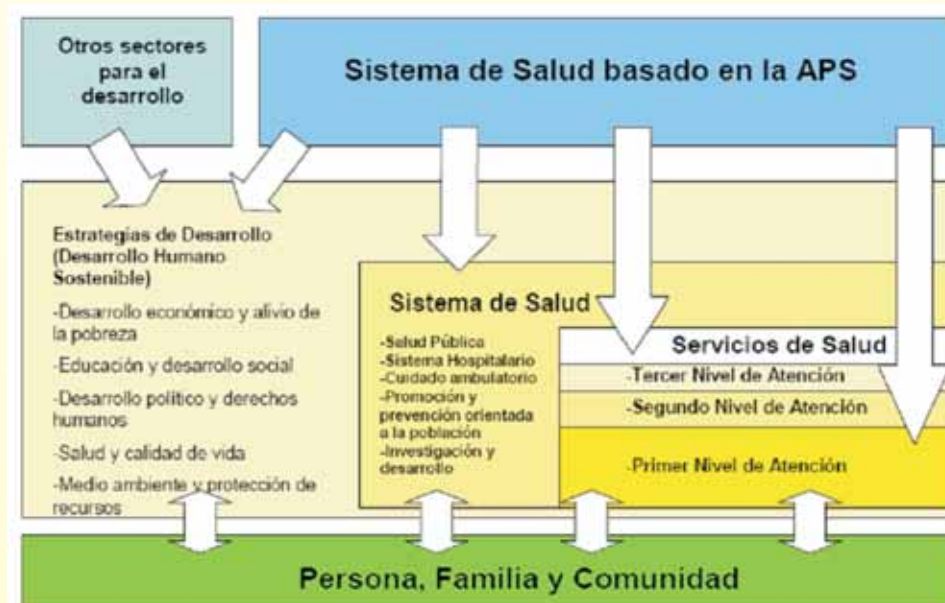 Otros sectores
para el
desarrollo
Sistema de Salud basado en la APS
Estrategias de Desarrollo
(Desarrollo Humano
Sostenible)
-Desarrollo económico y alivio de
la pobreza
-Educación y desarrollo social
-Desarrollo político y derechos
humanos
-Salud y calidad de vida
-Medio ambiente y protección de
recursos
Sistema de Salud
-Salud Pública
-Sistema Hospitalario
-Cuidado ambulatorio
-Promoción y
prevención orientada
a la población
-Investigación y
desarrollo
Servicios de Salud
-Tercer Nivel de Atención
-Segundo Nivel de Atención
-Primer Nivel de Atención
Persona, Familia y Comunidad